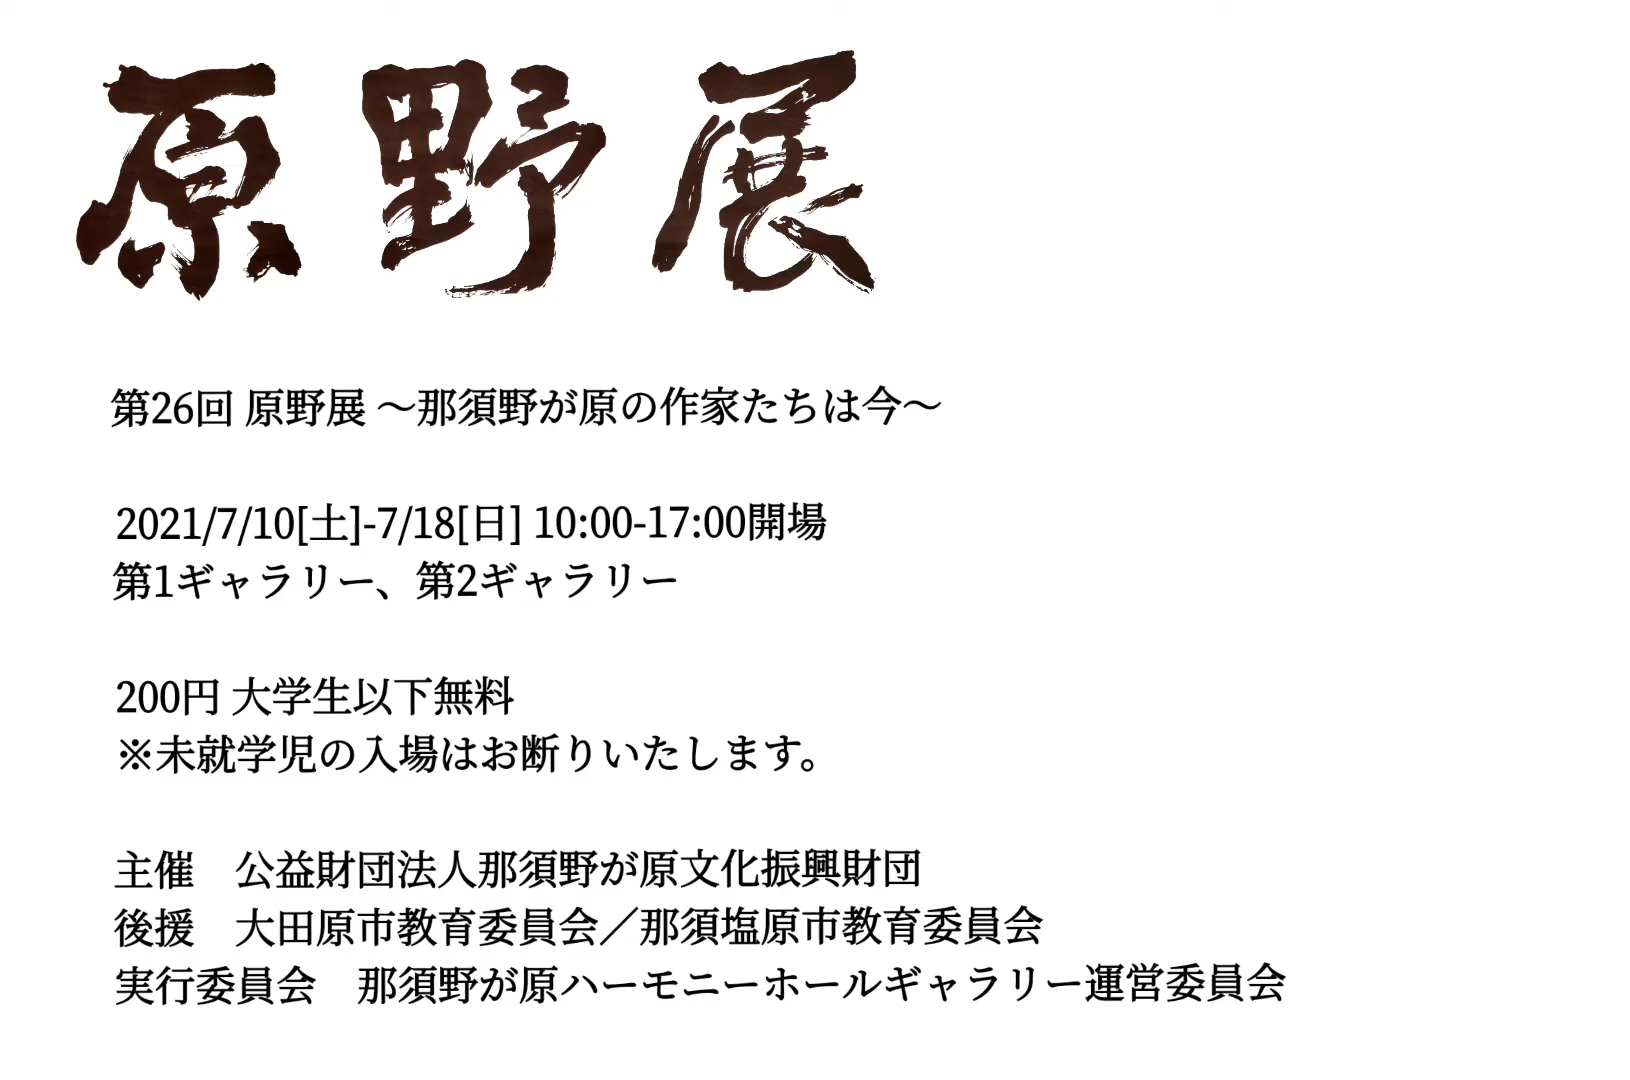 原野展
第26回 原野展 〜那須野が原の作家たちは今〜
2021/7/10[土]-7/18[日] 10:00-17:00開場
第1ギャラリー、第2ギャラリー
200円 大学生以下無料
※未就学児の入場はお断りいたします。
主催　公益財団法人那須野が原文化振興財団
後援　大田原市教育委員会／那須塩原市教育委員会
実行委員会　那須野が原ハーモニーホールギャラリー運営委員会